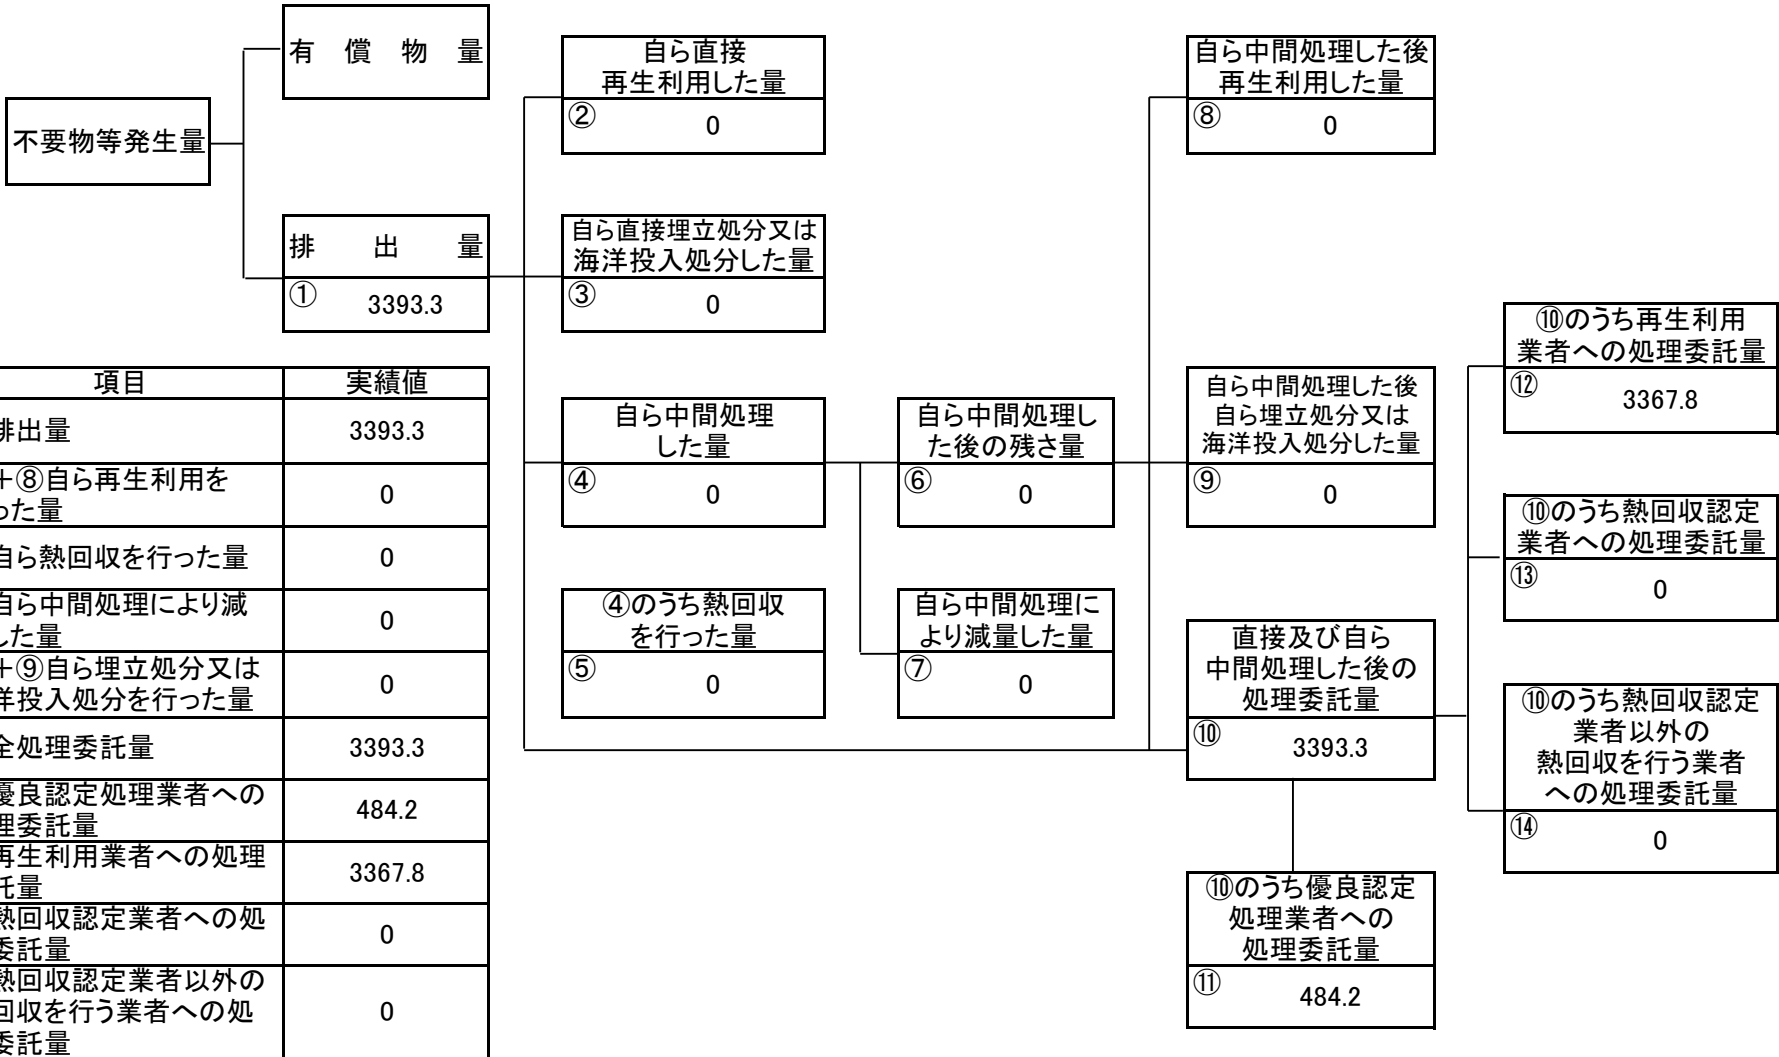 有償物量
不要物等発生量
排出量
① 3393.3
自ら直接
再生利用した量
② 0
自ら直接埋立処分又は
海洋投入処分した量
③ 0
自ら中間処理
した量
④ 0
④のうち熱回収
を行った量
⑤ 0
自ら中間処理し
た後の残さ量
⑥ 0
自ら中間処理に
より減量した量
⑦ 0
自ら中間処理した後
再生利用した量
⑧ 0
自ら中間処理した後
自ら埋立処分又は
海洋投入処分した量
⑨ 0
直接及び自ら
中間処理した後の
処理委託量
⑩ 3393.3
⑩のうち優良認定
処理業者への
処理委託量
⑪ 484.2
⑩のうち再生利用
業者への処理委託量
⑫ 3367.8
⑩のうち熱回収認定
業者への処理委託量
⑬ 0
⑩のうち熱回収認定
業者以外の
熱回収を行う業者
への処理委託量
⑭ 0
項目 実績値
排出量 3393.3
+⑧自ら再生利用を
った量 0
自ら熱回収を行った量 0
自ら中間処理により減
した量 0
+⑨自ら埋立処分又は
洋投入処分を行った量 0
全処理委託量 3393.3
優良認定処理業者への
理委託量 484.2
再生利用業者への処理
託量 3367.8
熱回収認定業者への処
委託量 0
熱回収認定業者以外の
回収を行う業者への処
委託量 0